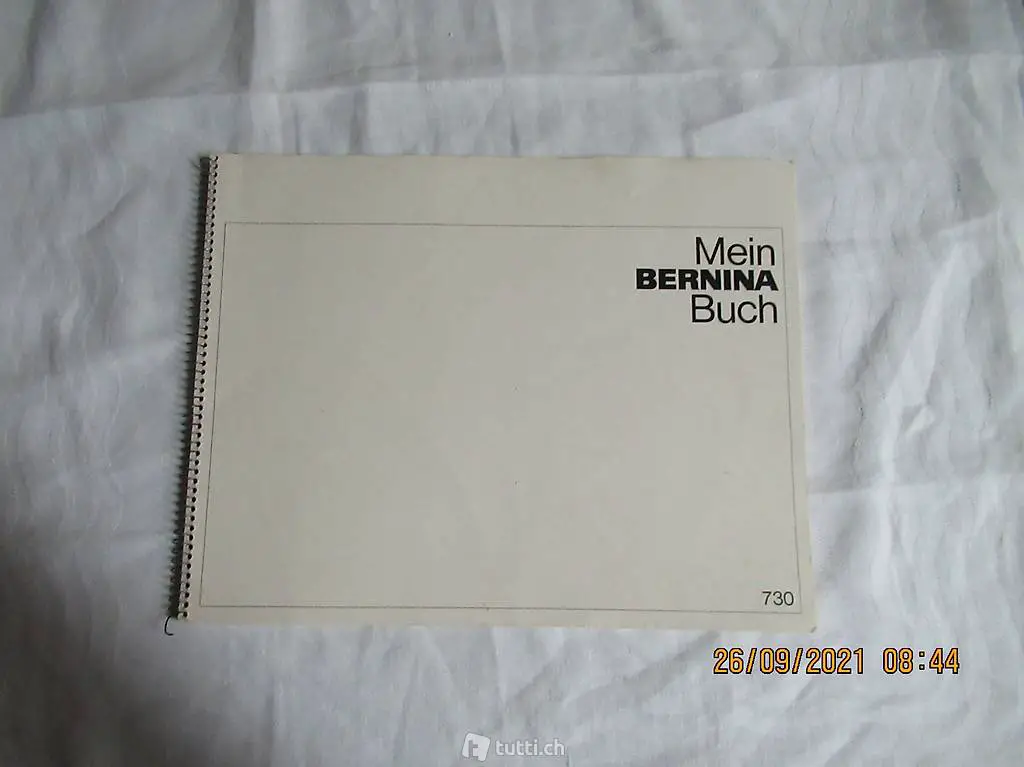 Mein
BERNINA
Buch
730
26/09/2021 08:44
tutti.ch